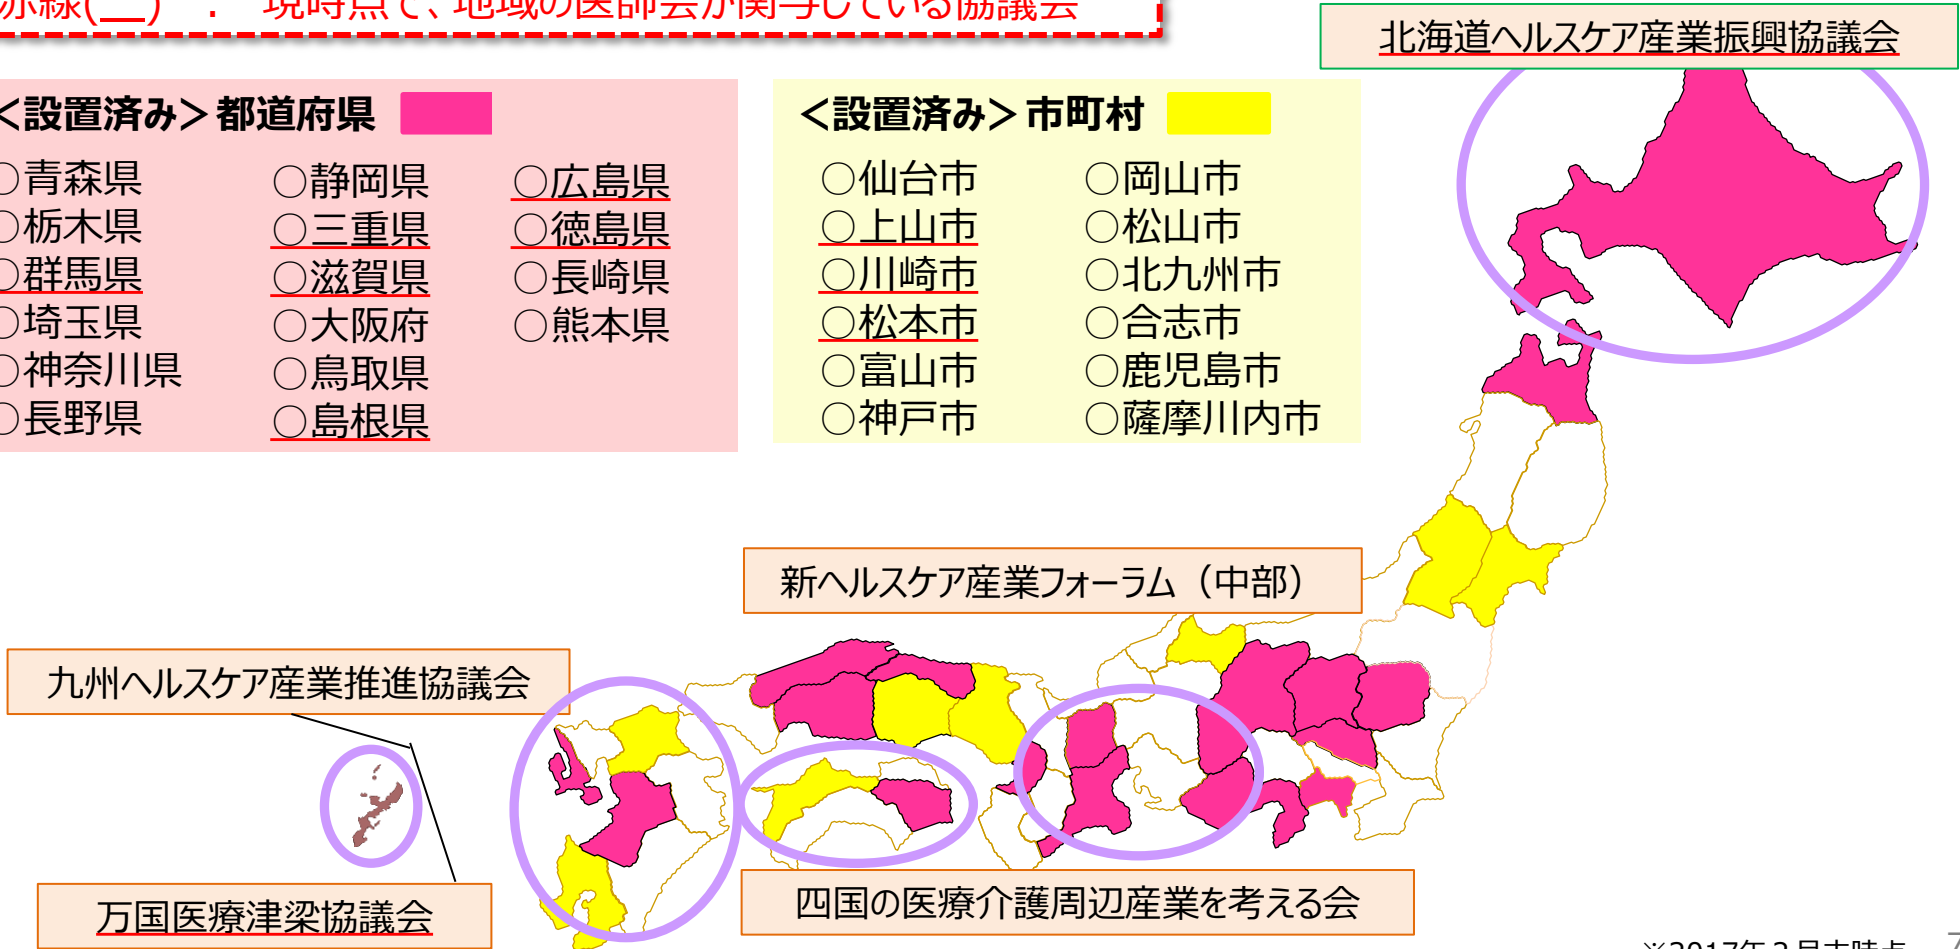 赤線(__) : 現時点で、地域の医師会が関与している協議会
北海道ヘルスケア産業振興協議会
＜設置済み＞都道府県
○青森県
○栃木県
○群馬県
○埼玉県
○神奈川県
○長野県
○静岡県
○三重県
○滋賀県
○大阪府
○鳥取県
○島根県
○広島県
○徳島県
○長崎県
○熊本県
＜設置済み＞市町村
○仙台市
○上山市
○川崎市
○松本市
○富山市
○神戸市
○岡山市
○松山市
○北九州市
○合志市
○鹿児島市
○薩摩川内市
新ヘルスケア産業フォーラム（中部）
九州ヘルスケア産業推進協議会
万国医療津梁協議会
四国の医療介護周辺産業を考える会